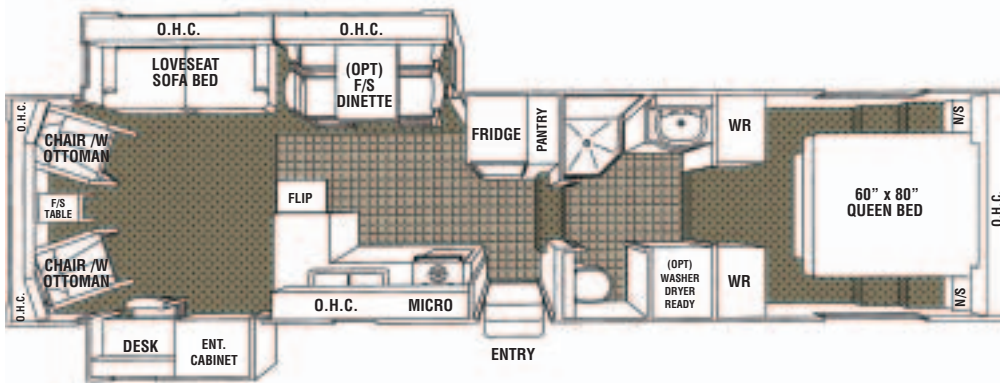 O.H.C.
O.H.C.
LOVESEAT
SOFA BED
(OPT)
F/S
DINETTE
O.H.C.
CHAIR /W
OTTOMAN
F/S
TABLE
CHAIR /W
OTTOMAN
O.H.C.
FLIP
FRIDGE
PANTRY
WR
N/S
60” x 80”
QUEEN BED
O.H.C.
N/S
(OPT)
WASHER
DRYER
READY
WR
O.H.C.
MICRO
ENTRY
DESK
ENT.
CABINET